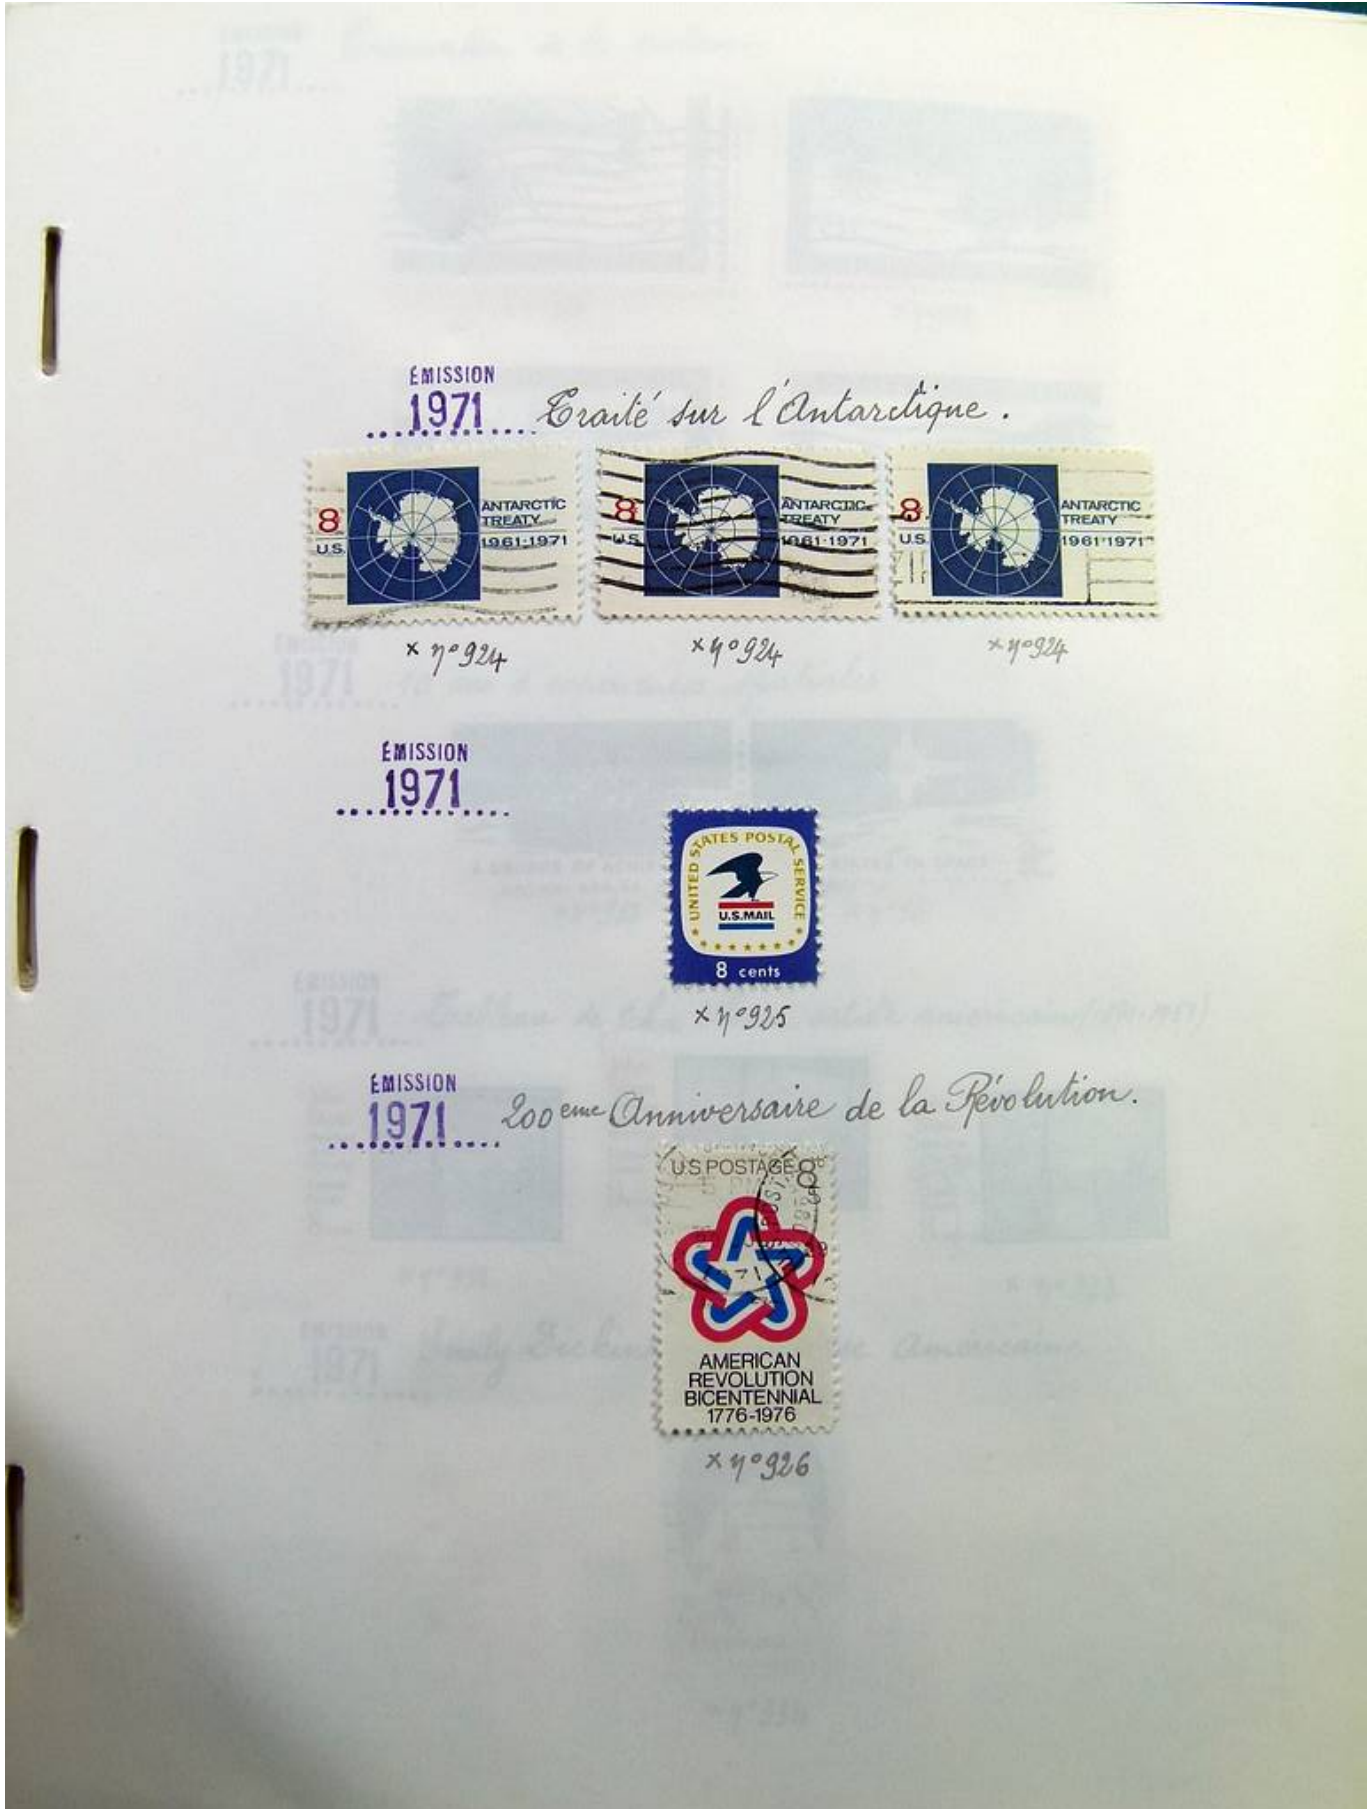 ÉMISSION
1971 Traité sur l'Antarctique.
8¢ ANTARCTIC
TREATY
U.S. 1961-1971
8¢ ANTARCTIC
TREATY
U.S. 1961-1971
8¢ ANTARCTIC
TREATY
U.S. 1961-1971
× n° 924 × n° 924 × n° 924
ÉMISSION
1971
UNITED STATES POSTAL SERVICE
U.S.MAIL
8 cents
× n° 925
ÉMISSION
1971 200eme Anniversaire de la Révolution.
U.S. POSTAGE 8c
1971
AMERICAN
REVOLUTION
BICENTENNIAL
1776-1976
× n° 926